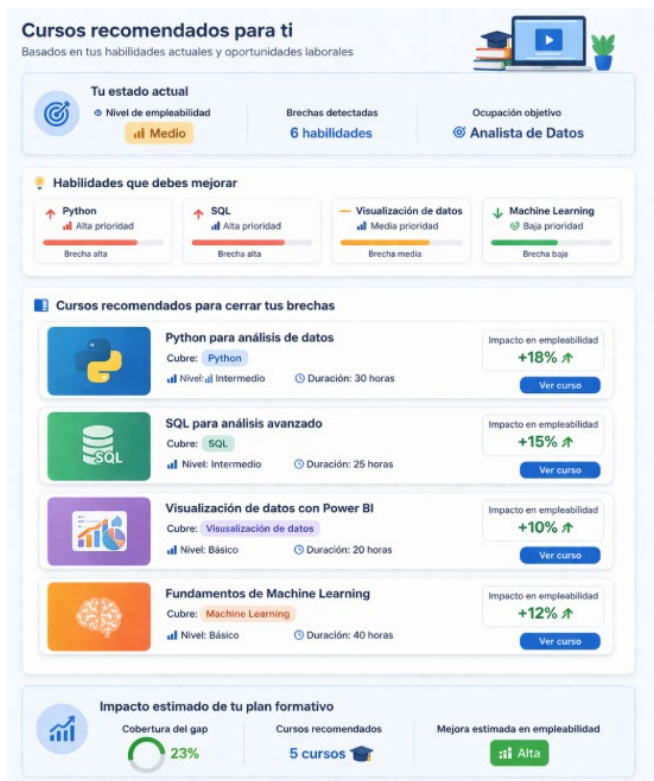 Cursos recomendados para ti
Basados en tus habilidades actuales y oportunidades laborales
Tu estado actual
Nivel de empleabilidad
Medio
Brechas detectadas
6 habilidades
Ocupación objetivo
Analista de Datos
Habilidades que debes mejorar
Python
Alta prioridad
Brecha alta
SQL
Alta prioridad
Brecha alta
Visualización de datos
Media prioridad
Brecha media
Machine Learning
Baja prioridad
Brecha baja
Cursos recomendados para cerrar tus brechas
Python para análisis de datos
Cubre: Python
Nivel: Intermedio
Duración: 30 horas
Impacto en empleabilidad
+18%
Ver curso
SQL
SQL para análisis avanzado
Cubre: SQL
Nivel: Intermedio
Duración: 25 horas
Impacto en empleabilidad
+15%
Ver curso
Visualización de datos con Power BI
Cubre: Visusalización de datos
Nivel: Básico
Duración: 20 horas
Impacto en empleabilidad
+10%
Ver curso
Fundamentos de Machine Learning
Cubre: Machine Learning
Nivel: Básico
Duración: 40 horas
Impacto en empleabilidad
+12%
Ver curso
Impacto estimado de tu plan formativo
Cobertura del gap
23%
Cursos recomendados
5 cursos
Mejora estimada en empleabilidad
Alta